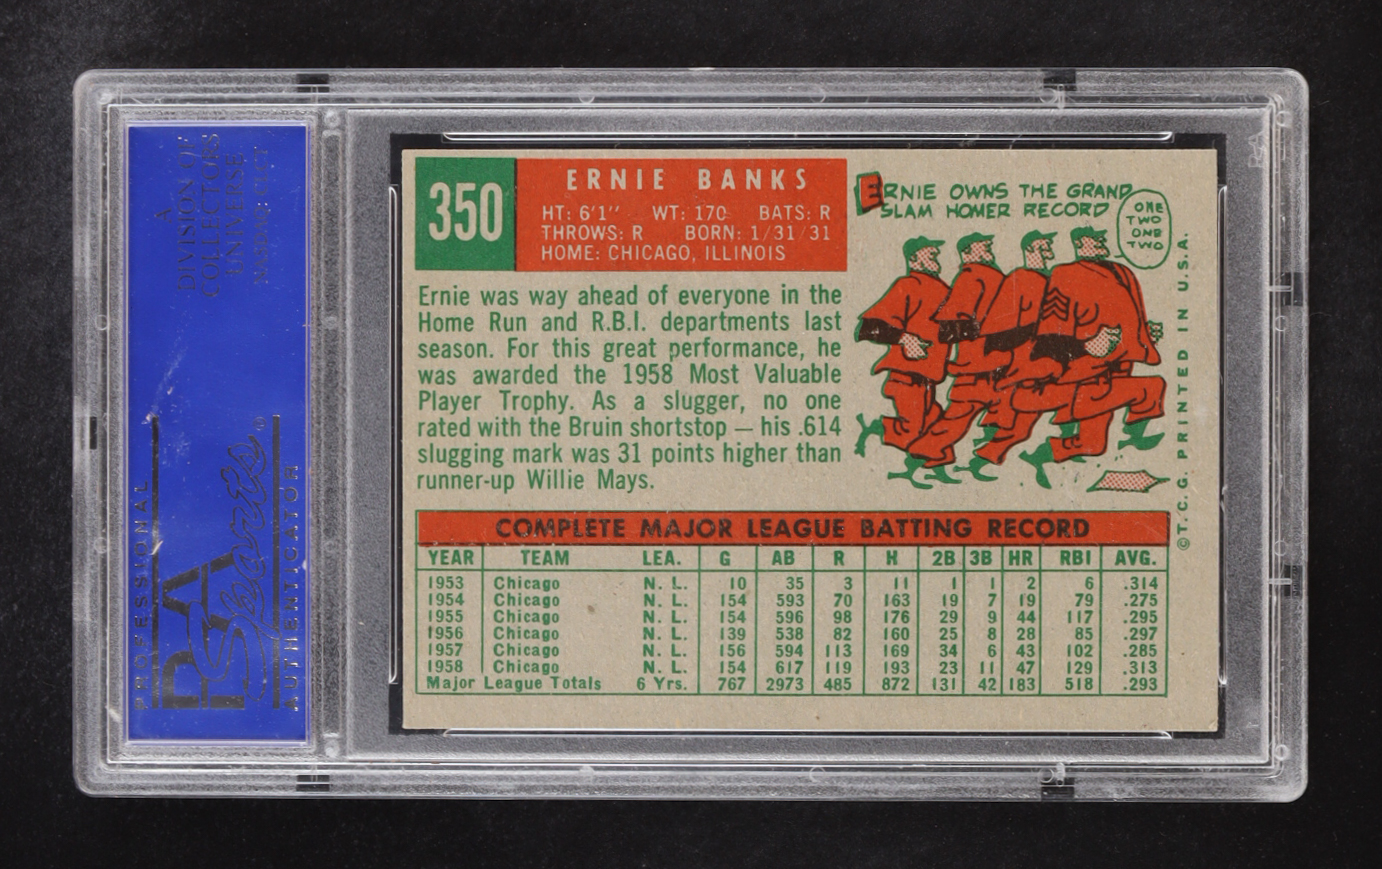 A
DIVISION OF
COLLECTORS
UNIVERSE
NASDAQ: CLCT
PROFESSIONAL
PSA
Sports
AUTHENTICATOR
®
350
ERNIE BANKS
HT: 6'1" WT: 170 BATS: R
THROWS: R BORN: 1/31/31
HOME: CHICAGO, ILLINOIS
Ernie was way ahead of everyone in the
Home Run and R.B.I. departments last
season. For this great performance, he
was awarded the 1958 Most Valuable
Player Trophy. As a slugger, no one
rated with the Bruin shortstop — his .614
slugging mark was 31 points higher than
runner-up Willie Mays.
ERNIE OWNS THE GRAND
SLAM HOMER RECORD
ONE
TWO
ONE
TWO
©T.C.G. PRINTED IN U.S.A.
COMPLETE MAJOR LEAGUE BATTING RECORD
YEAR TEAM LEA. G AB R H 2B 3B HR RBI AVG.
1953 Chicago N. L. 10 35 3 11 1 1 2 6 .314
1954 Chicago N. L. 154 593 70 163 19 7 19 79 .275
1955 Chicago N. L. 154 596 98 176 29 9 44 117 .295
1956 Chicago N. L. 139 538 82 160 25 8 28 85 .297
1957 Chicago N. L. 156 594 113 169 34 6 43 102 .285
1958 Chicago N. L. 154 617 119 193 23 11 47 129 .313
Major League Totals 6 Yrs. 767 2973 485 872 131 42 183 518 .293